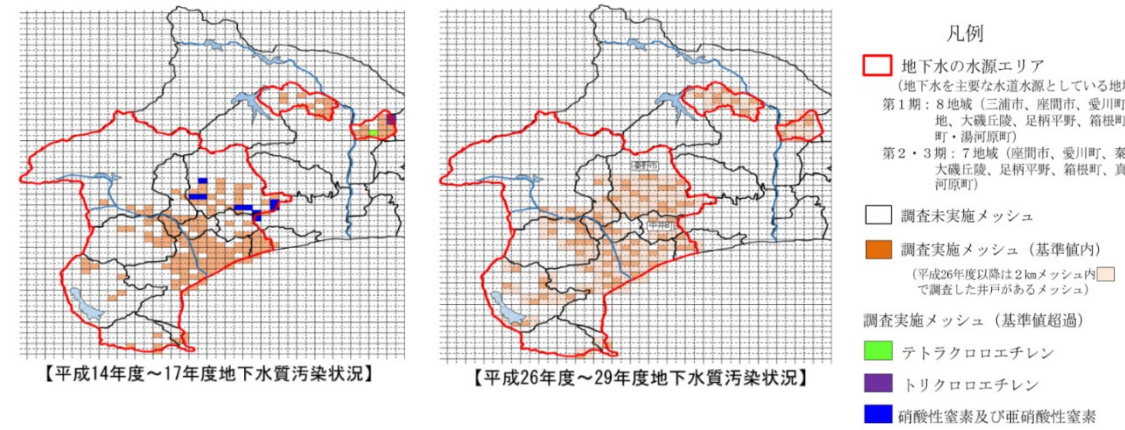 秦野市
中井町
【平成14年度～17年度地下水質汚染状況】
【平成26年度～29年度地下水質汚染状況】
凡例
地下水の水源エリア
（地下水を主要な水道水源としている地
第１期：８地域（三浦市、座間市、愛川町
地、大磯丘陵、足柄平野、箱根町
町・湯河原町）
第２・３期：７地域（座間市、愛川町、秦
大磯丘陵、足柄平野、箱根町、真
河原町）
調査未実施メッシュ
調査実施メッシュ（基準値内）
（平成26年度以降は２kmメッシュ内
で調査した井戸があるメッシュ）
調査実施メッシュ（基準値超過）
テトラクロロエチレン
トリクロロエチレン
硝酸性窒素及び亜硝酸性窒素